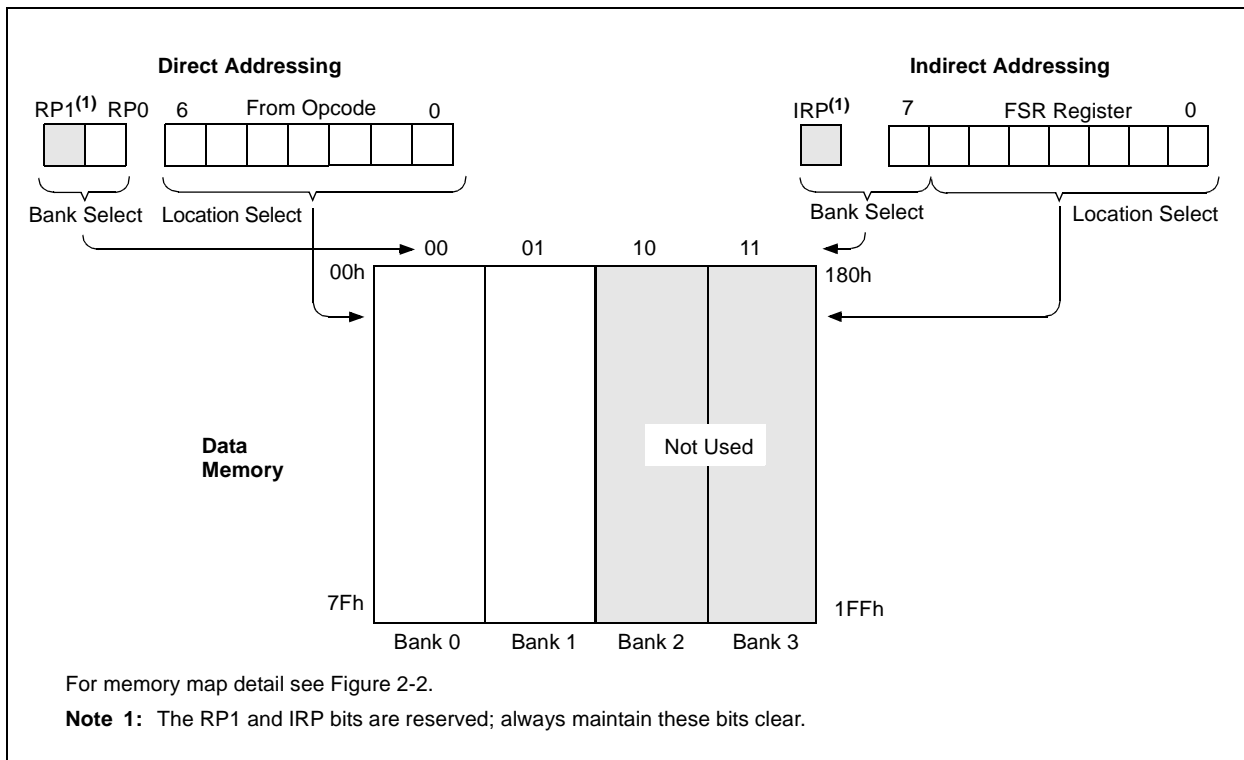 Direct Addressing
Indirect Addressing
RP1(1) RP0 6 From Opcode 0
IRP(1) 7 FSR Register 0
Bank Select Location Select
Bank Select Location Select
00 01 10 11
00h
180h
Not Used
Data
Memory
7Fh
1FFh
Bank 0 Bank 1 Bank 2 Bank 3
For memory map detail see Figure 2-2.
Note 1: The RP1 and IRP bits are reserved; always maintain these bits clear.